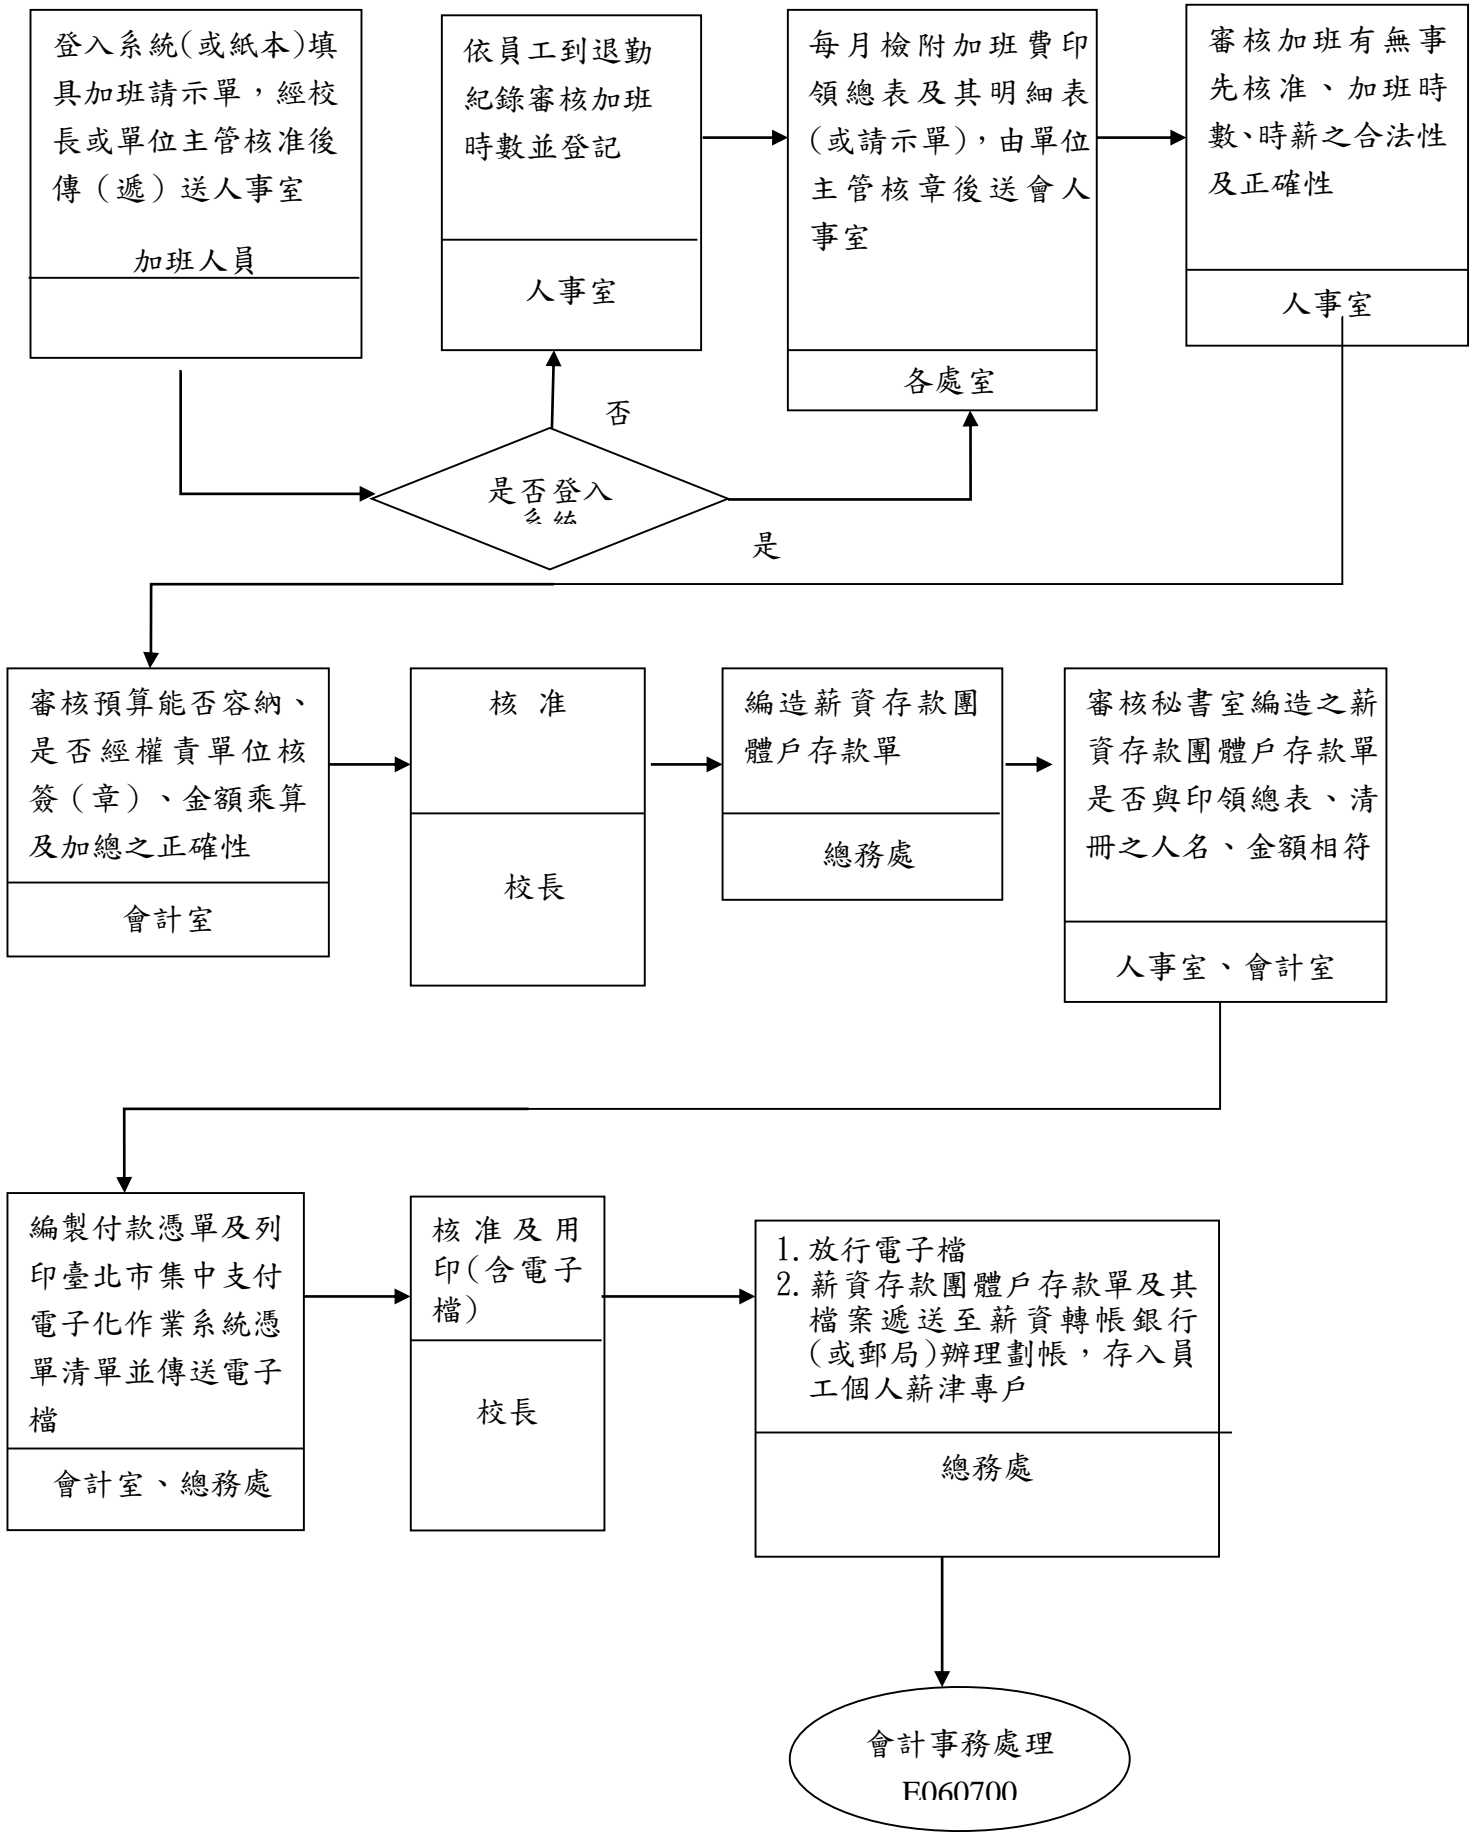 登入系統(或紙本)填
具加班請示單，經校
長或單位主管核准後
傳（遞）送人事室
加班人員
依員工到退勤
紀錄審核加班
時數並登記
人事室
每月檢附加班費印
領總表及其明細表
(或請示單)，由單位
主管核章後送會人
事室
各處室
審核加班有無事
先核准、加班時
數、時薪之合法性
及正確性
人事室
否
是否登入
系統
是
審核預算能否容納、
是否經權責單位核
簽（章）、金額乘算
及加總之正確性
會計室
核 准
校長
編造薪資存款團
體戶存款單
總務處
審核秘書室編造之薪
資存款團體戶存款單
是否與印領總表、清
冊之人名、金額相符
人事室、會計室
編製付款憑單及列
印臺北市集中支付
電子化作業系統憑
單清單並傳送電子
檔
會計室、總務處
核准及用
印(含電子
檔)
校長
1.放行電子檔
2.薪資存款團體戶存款單及其
檔案遞送至薪資轉帳銀行
(或郵局)辦理劃帳，存入員
工個人薪津專戶
總務處
會計事務處理
E060700